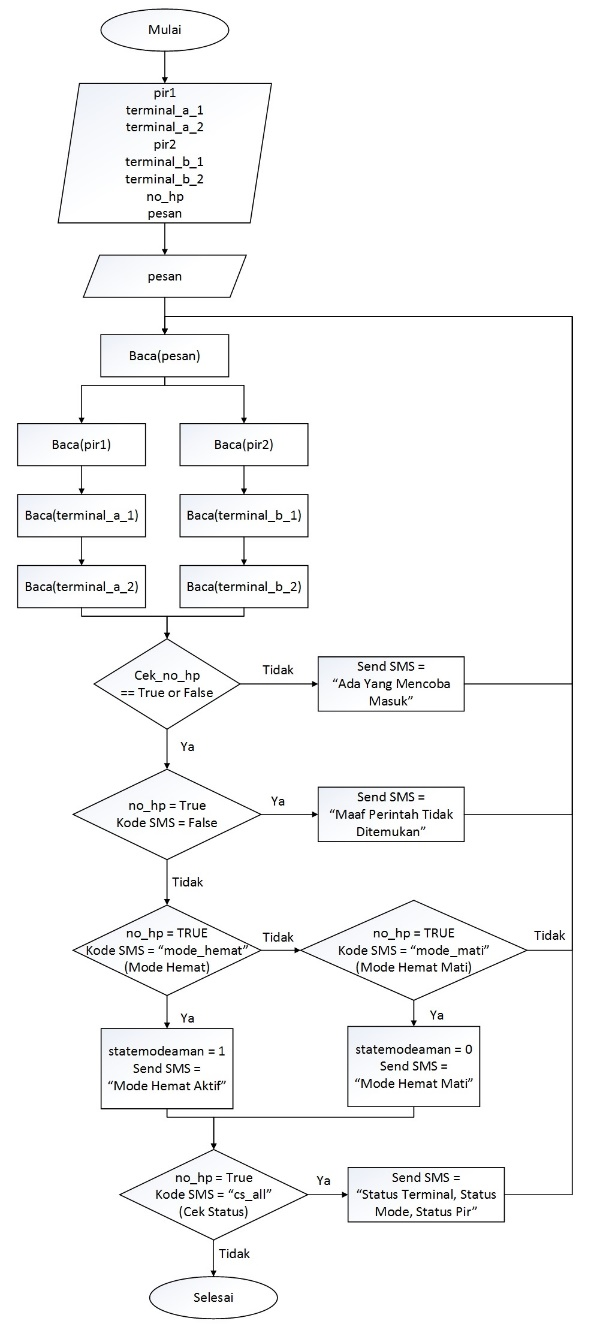 Mulai
pir1
terminal_a_1
terminal_a_2
pir2
terminal_b_1
terminal_b_2
no_hp
pesan
pesan
Baca(pesan)
Baca(pir1)
Baca(pir2)
Baca(terminal_a_1)
Baca(terminal_b_1)
Baca(terminal_a_2)
Baca(terminal_b_2)
Cek_no_hp
== True or False
Tidak
Send SMS =
“Ada Yang Mencoba
Masuk”
Ya
no_hp = True
Kode SMS = False
Ya
Send SMS =
“Maaf Perintah Tidak
Ditemukan”
Tidak
no_hp = TRUE
Kode SMS = “mode_hemat”
(Mode Hemat)
Tidak
no_hp = TRUE
Kode SMS = “mode_mati”
(Mode Hemat Mati)
Tidak
Ya
Ya
statemodeaman = 1
Send SMS =
“Mode Hemat Aktif”
statemodeaman = 0
Send SMS =
“Mode Hemat Mati”
no_hp = True
Kode SMS = “cs_all”
(Cek Status)
Ya
Send SMS =
“Status Terminal, Status
Mode, Status Pir”
Tidak
Selesai